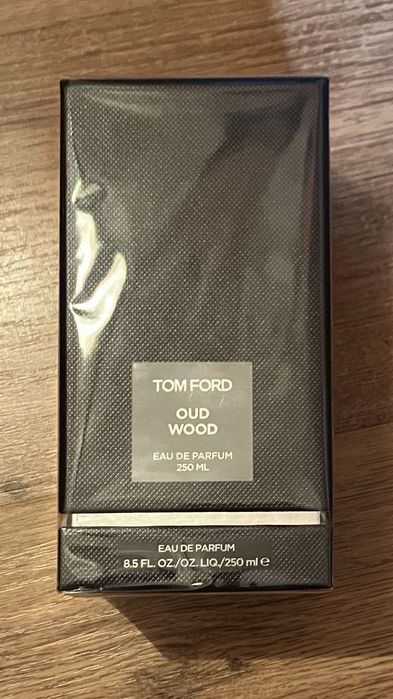 TOM FORD
OUD
WOOD
EAU DE PARFUM
250 ML
EAU DE PARFUM
8.5 FL. OZ./OZ. LIQ./250 ml ℮